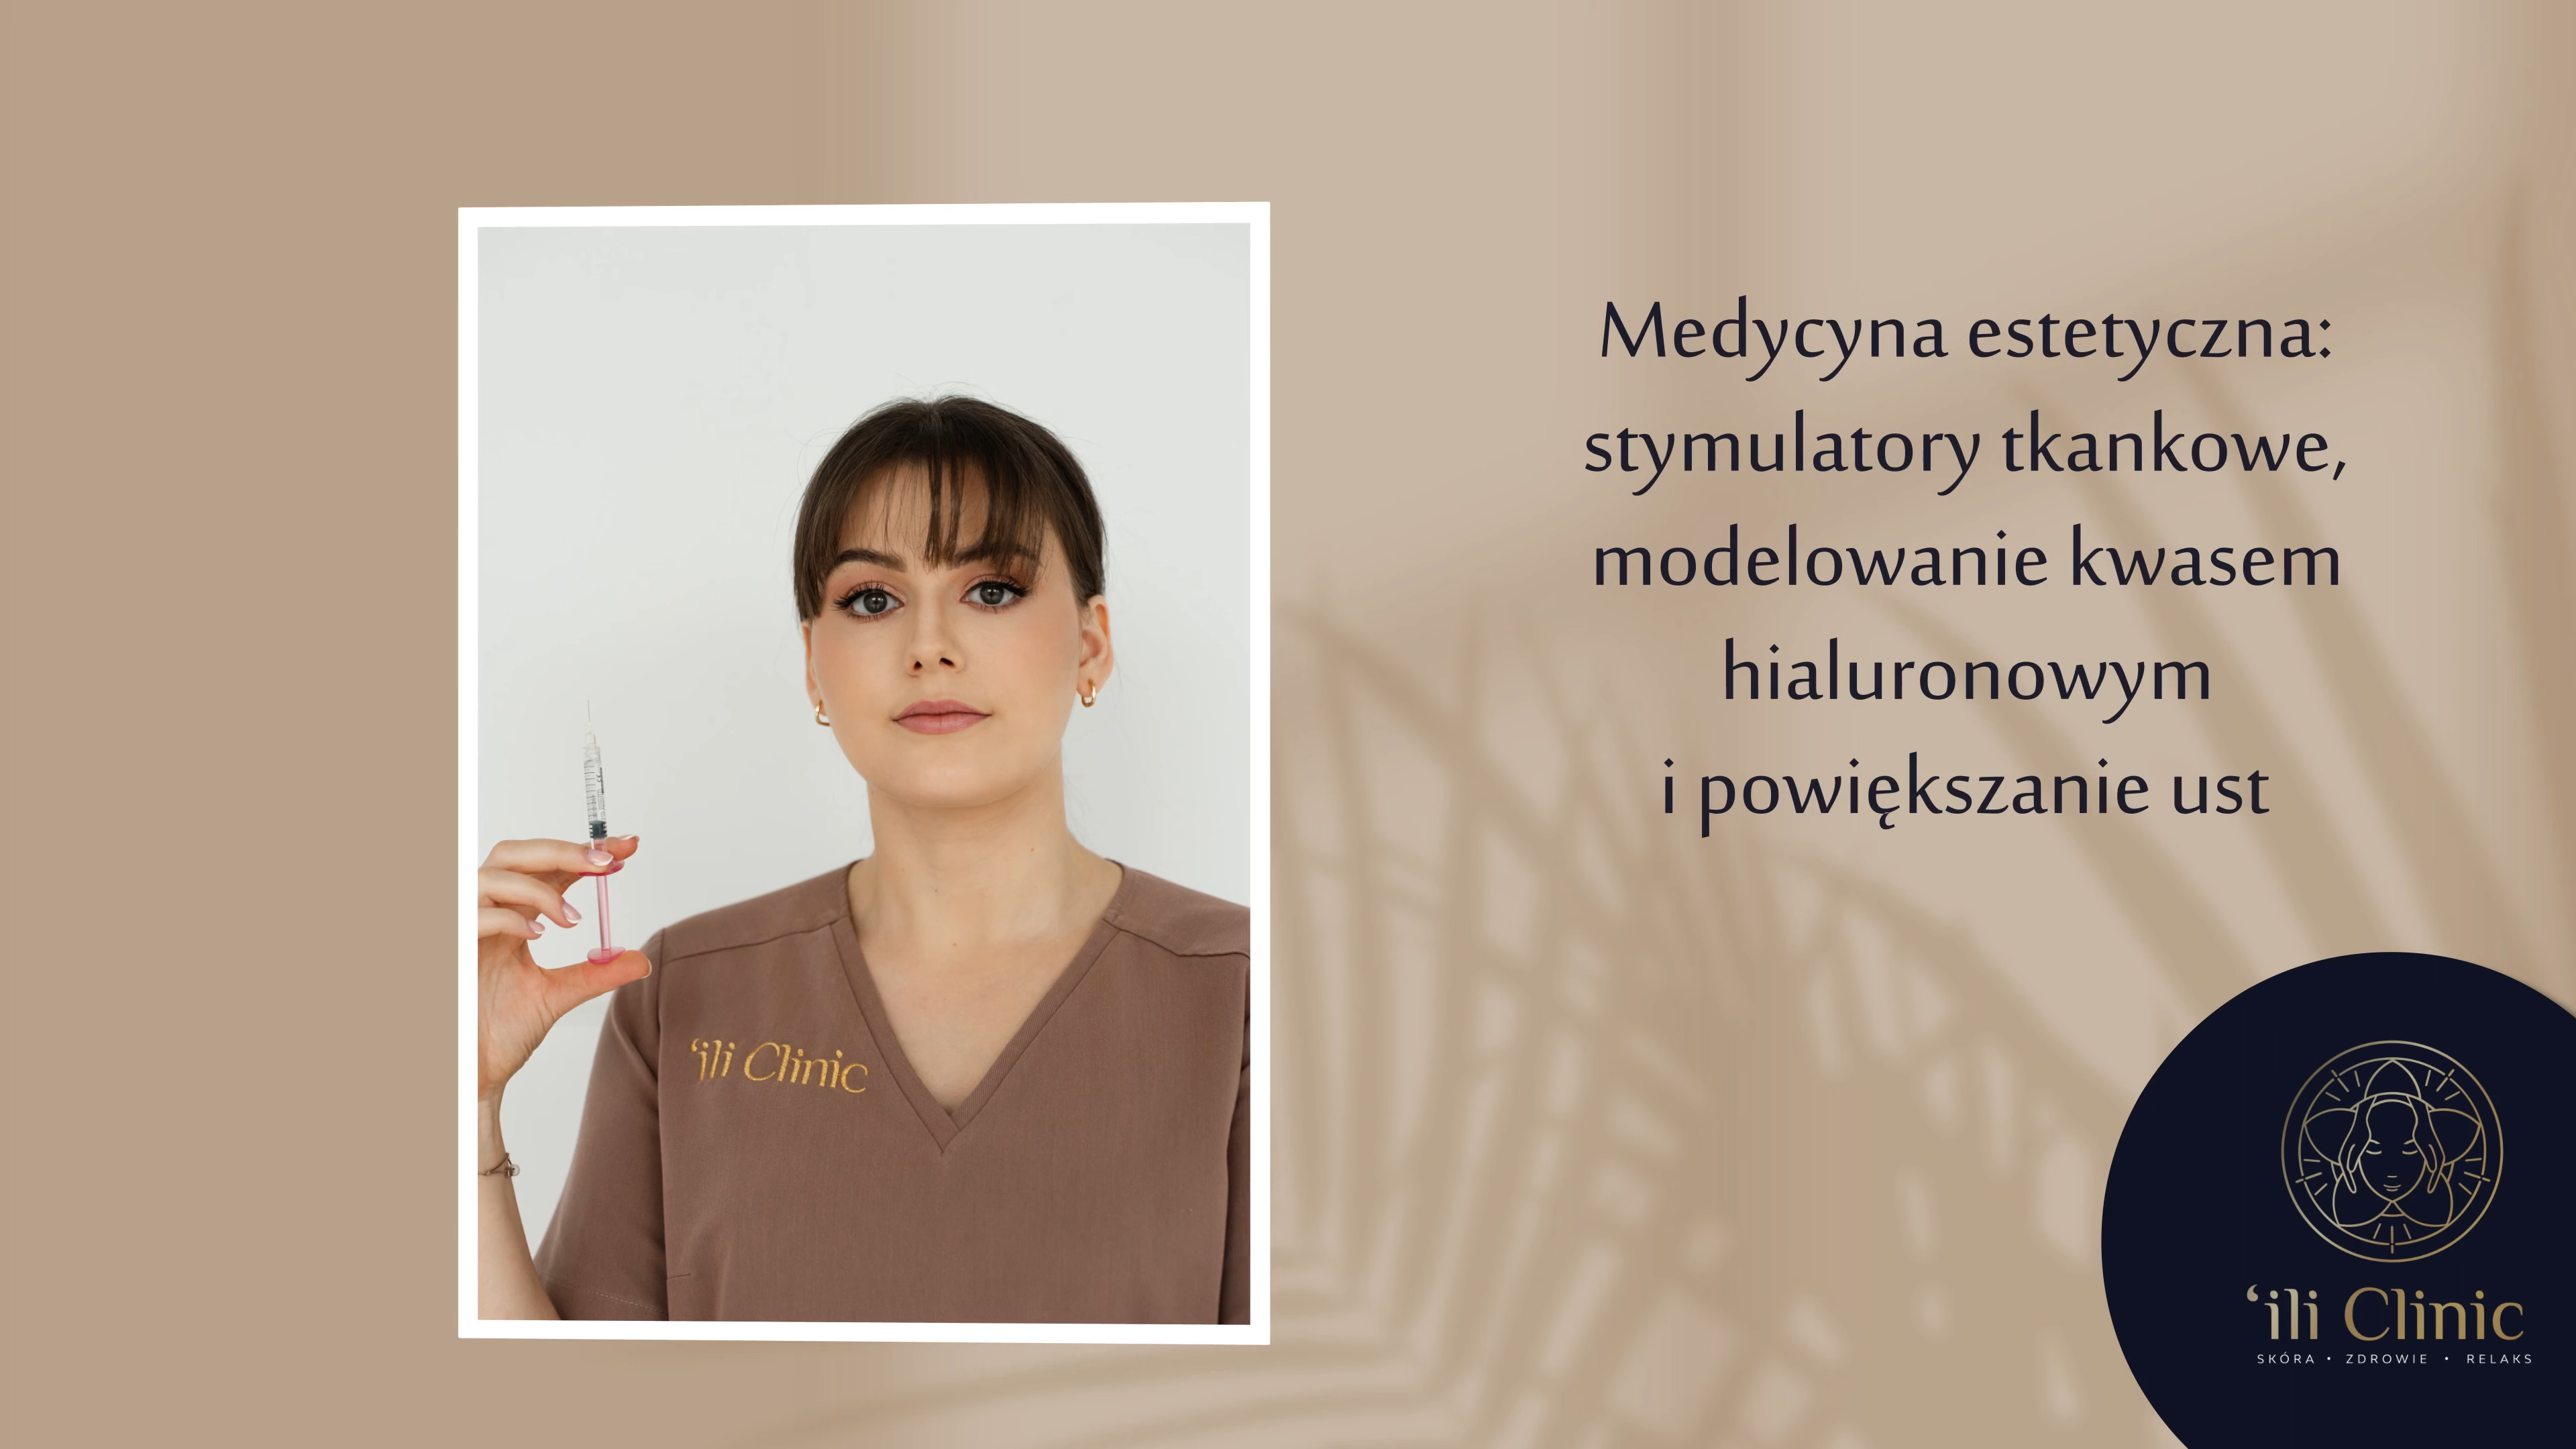 Medycyna estetyczna:
stymulatory tkankowe,
modelowanie kwasem
hialuronowym
i powiększanie ust
‘ili Clinic
‘ili Clinic
SKÓRA • ZDROWIE • RELAKS